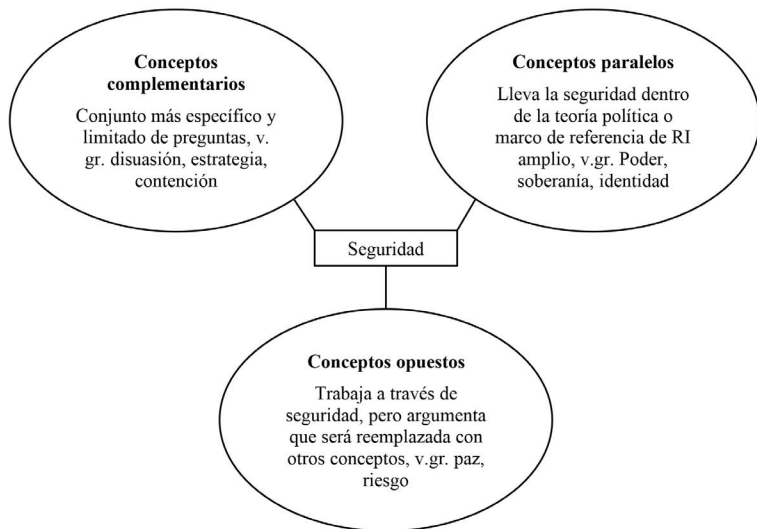 Conceptos
complementarios
Conjunto más específico y
limitado de preguntas, v.
gr. disuasión, estrategia,
contención
Conceptos paralelos
Lleva la seguridad dentro
de la teoría política o
marco de referencia de RI
amplio, v.gr. Poder,
soberanía, identidad
Seguridad
Conceptos opuestos
Trabaja a través de
seguridad, pero argumenta
que será reemplazada con
otros conceptos, v.gr. paz,
riesgo